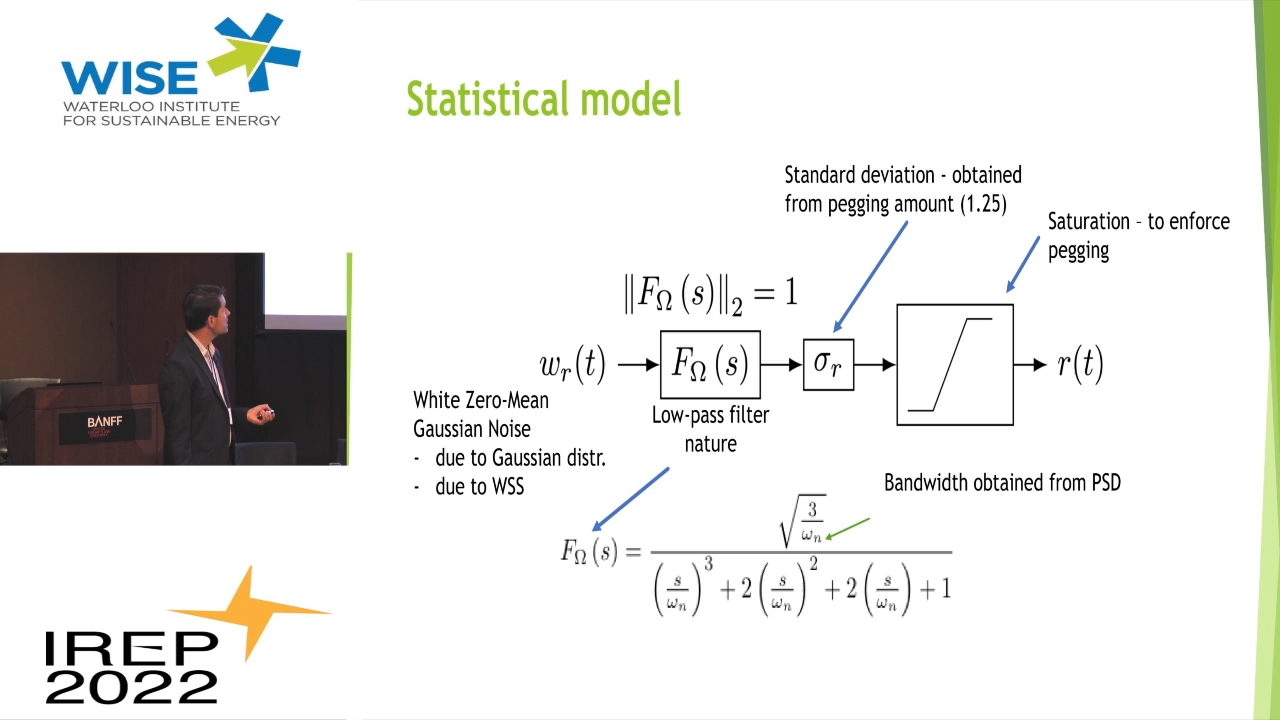 WISE
WATERLOO INSTITUTE
FOR SUSTAINABLE ENERGY
Statistical model
Standard deviation - obtained
from pegging amount (1.25)
Saturation – to enforce
pegging
‖F_Ω(s)‖₂ = 1
w_r(t)
F_Ω(s)
σ_r
r(t)
White Zero-Mean
Gaussian Noise
- due to Gaussian distr.
- due to WSS
Low-pass filter
nature
Bandwidth obtained from PSD
F_Ω(s) = √(3/ω_n) / ((s/ω_n)³ + 2(s/ω_n)² + 2(s/ω_n) + 1)
BANFF
IREP
2022